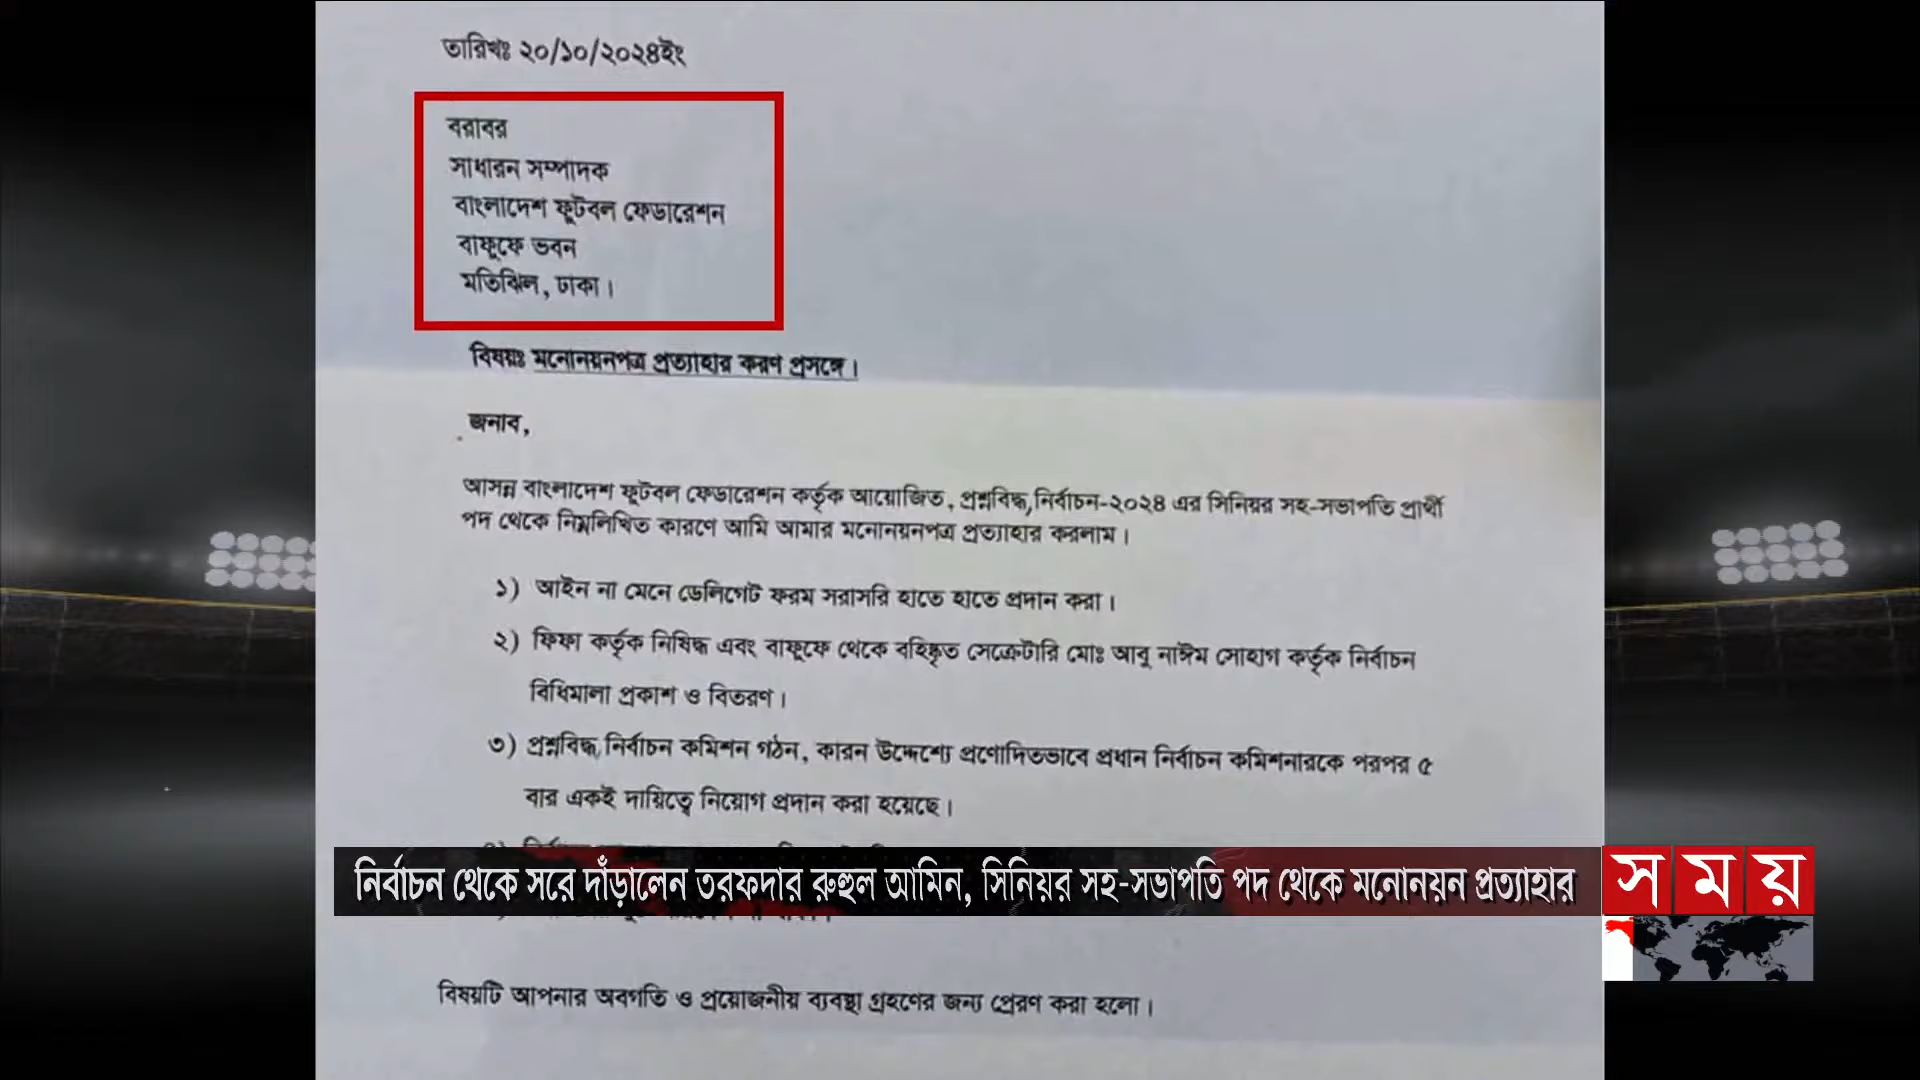 তারিখঃ ২০/১০/২০২৪ইং
বরাবর
সাধারন সম্পাদক
বাংলাদেশ ফুটবল ফেডারেশন
বাফুফে ভবন
মতিঝিল, ঢাকা।
বিষয়ঃ মনোনয়নপত্র প্রত্যাহার করণ প্রসঙ্গে।
জনাব,
আসন্ন বাংলাদেশ ফুটবল ফেডারেশন কর্তৃক আয়োজিত, প্রশ্নবিদ্ধ,নির্বাচন-২০২৪ এর সিনিয়র সহ-সভাপতি প্রার্থী
পদ থেকে নিম্নলিখিত কারণে আমি আমার মনোনয়নপত্র প্রত্যাহার করলাম।
১) আইন না মেনে ডেলিগেট ফরম সরাসরি হাতে হাতে প্রদান করা।
২) ফিফা কর্তৃক নিষিদ্ধ এবং বাফুফে থেকে বহিষ্কৃত সেক্রেটারি মোঃ আবু নাঈম সোহাগ কর্তৃক নির্বাচন
বিধিমালা প্রকাশ ও বিতরণ।
৩) প্রশ্নবিদ্ধ নির্বাচন কমিশন গঠন, কারন উদ্দেশ্যে প্রণোদিতভাবে প্রধান নির্বাচন কমিশনারকে পরপর ৫
বার একই দায়িত্বে নিয়োগ প্রদান করা হয়েছে।
নির্বাচন থেকে সরে দাঁড়ালেন তরফদার রুহুল আমিন, সিনিয়র সহ-সভাপতি পদ থেকে মনোনয়ন প্রত্যাহার
সময়
বিষয়টি আপনার অবগতি ও প্রয়োজনীয় ব্যবস্থা গ্রহণের জন্য প্রেরণ করা হলো।